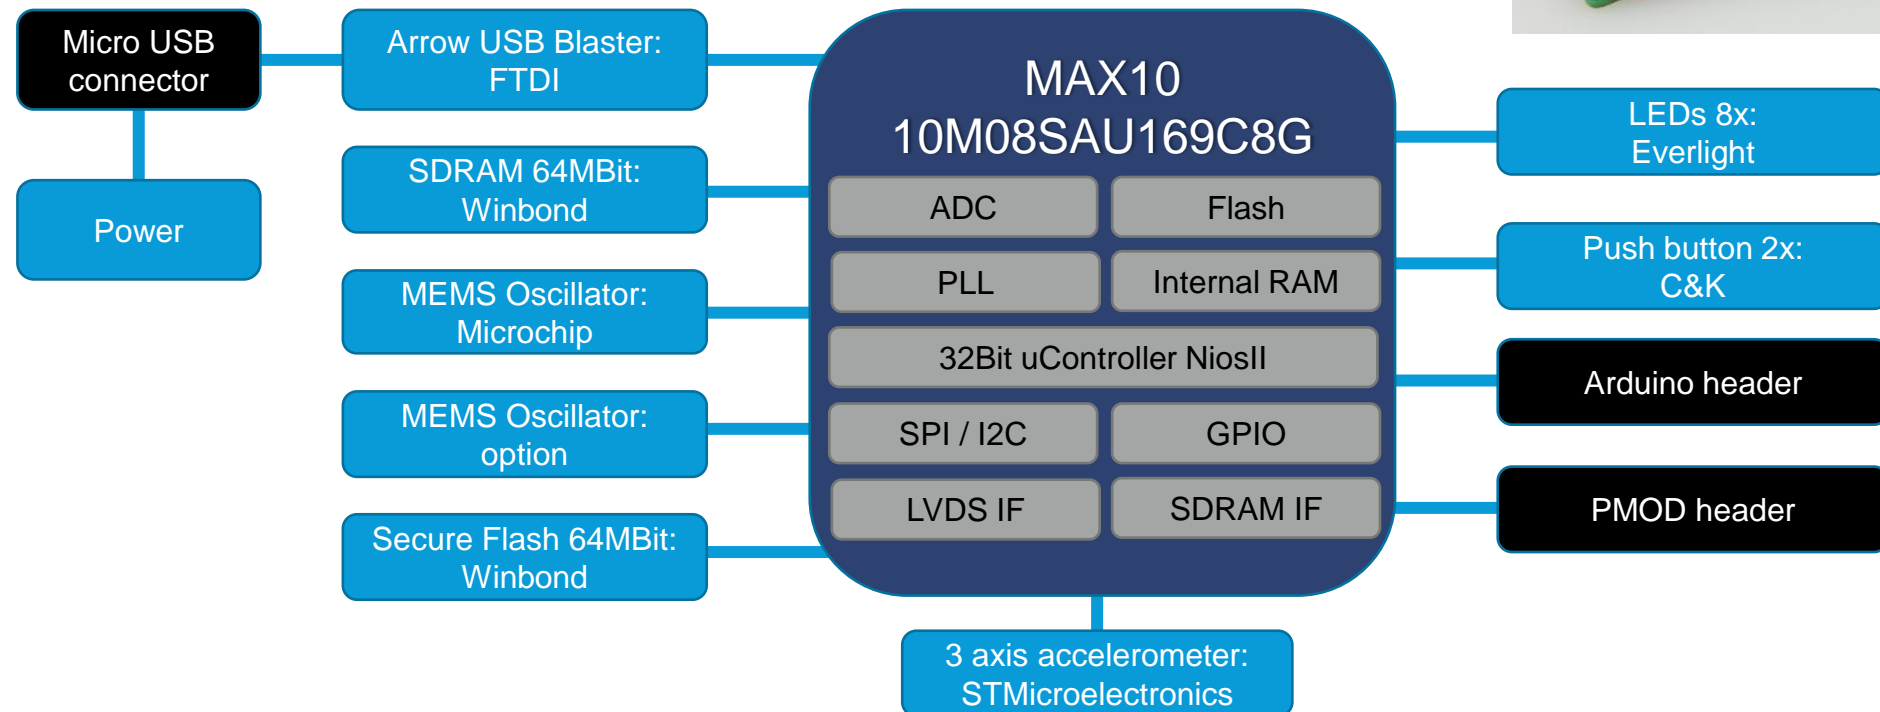 Micro USB
connector
Power
Arrow USB Blaster:
FTDI
SDRAM 64MBit:
Winbond
MEMS Oscillator:
Microchip
MEMS Oscillator:
option
Secure Flash 64MBit:
Winbond
MAX10
10M08SAU169C8G
ADC
Flash
PLL
Internal RAM
32Bit uController NiosII
SPI / I2C
GPIO
LVDS IF
SDRAM IF
3 axis accelerometer:
STMicroelectronics
LEDs 8x:
Everlight
Push button 2x:
C&K
Arduino header
PMOD header